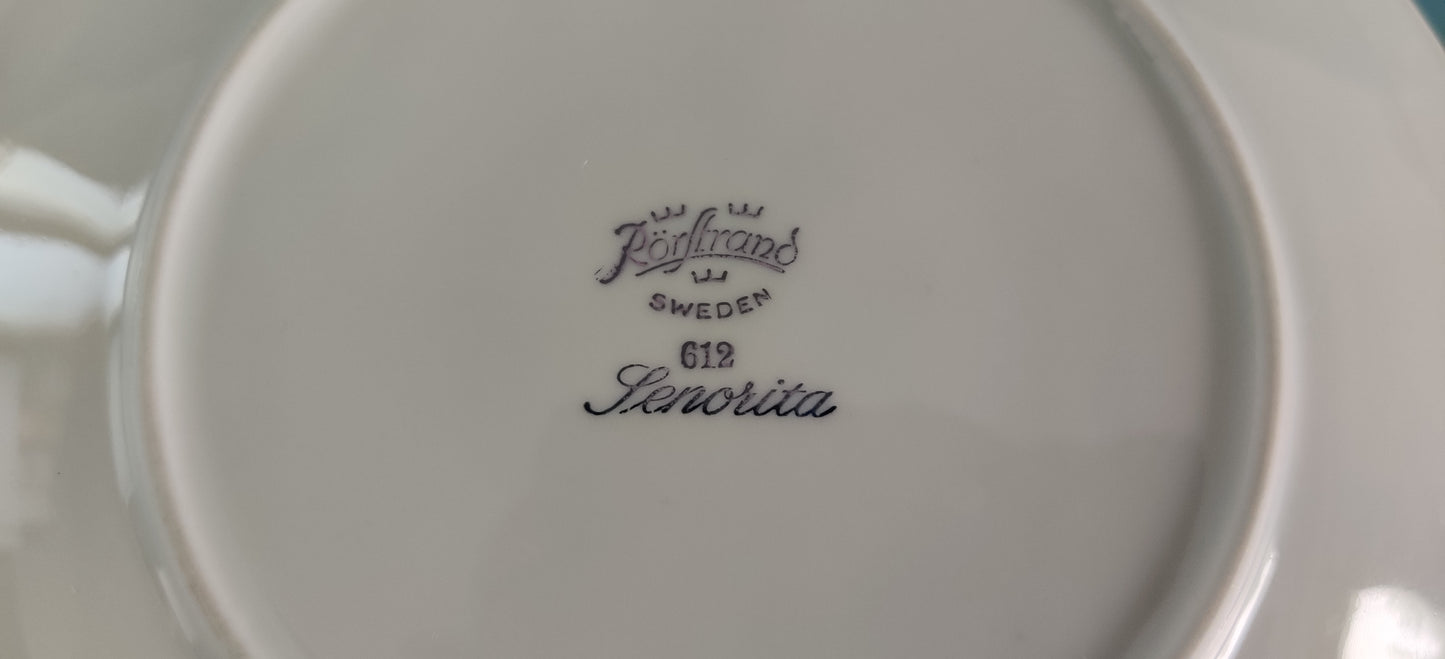 Rörstrand
SWEDEN
612
Senorita